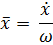 x̄ = ẋ/ω